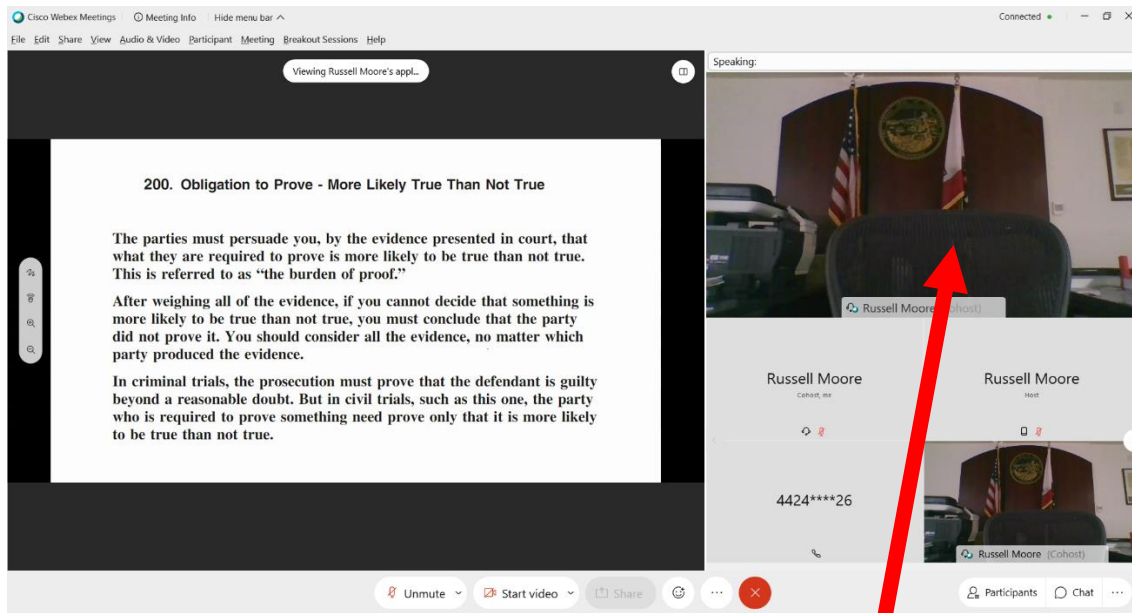 Cisco Webex Meetings Meeting Info Hide menu bar Connected
File Edit Share View Audio & Video Participant Meeting Breakout Sessions Help
Viewing Russell Moore's appl...
Speaking:
200. Obligation to Prove - More Likely True Than Not True
The parties must persuade you, by the evidence presented in court, that
what they are required to prove is more likely to be true than not true.
This is referred to as “the burden of proof.”
After weighing all of the evidence, if you cannot decide that something is
more likely to be true than not true, you must conclude that the party
did not prove it. You should consider all the evidence, no matter which
party produced the evidence.
In criminal trials, the prosecution must prove that the defendant is guilty
beyond a reasonable doubt. But in civil trials, such as this one, the party
who is required to prove something need prove only that it is more likely
to be true than not true.
Russell Moore
Russell Moore
Cohost, me
Russell Moore
Host
4424****26
Russell Moore (Cohost)
Unmute Start video Share Participants Chat